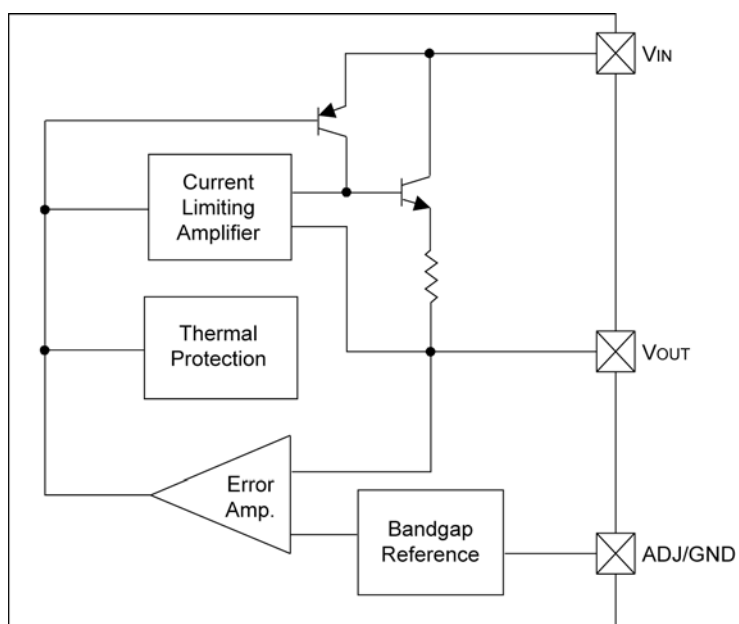 VIN
Current
Limiting
Amplifier
Thermal
Protection
VOUT
Error
Amp.
Bandgap
Reference
ADJ/GND